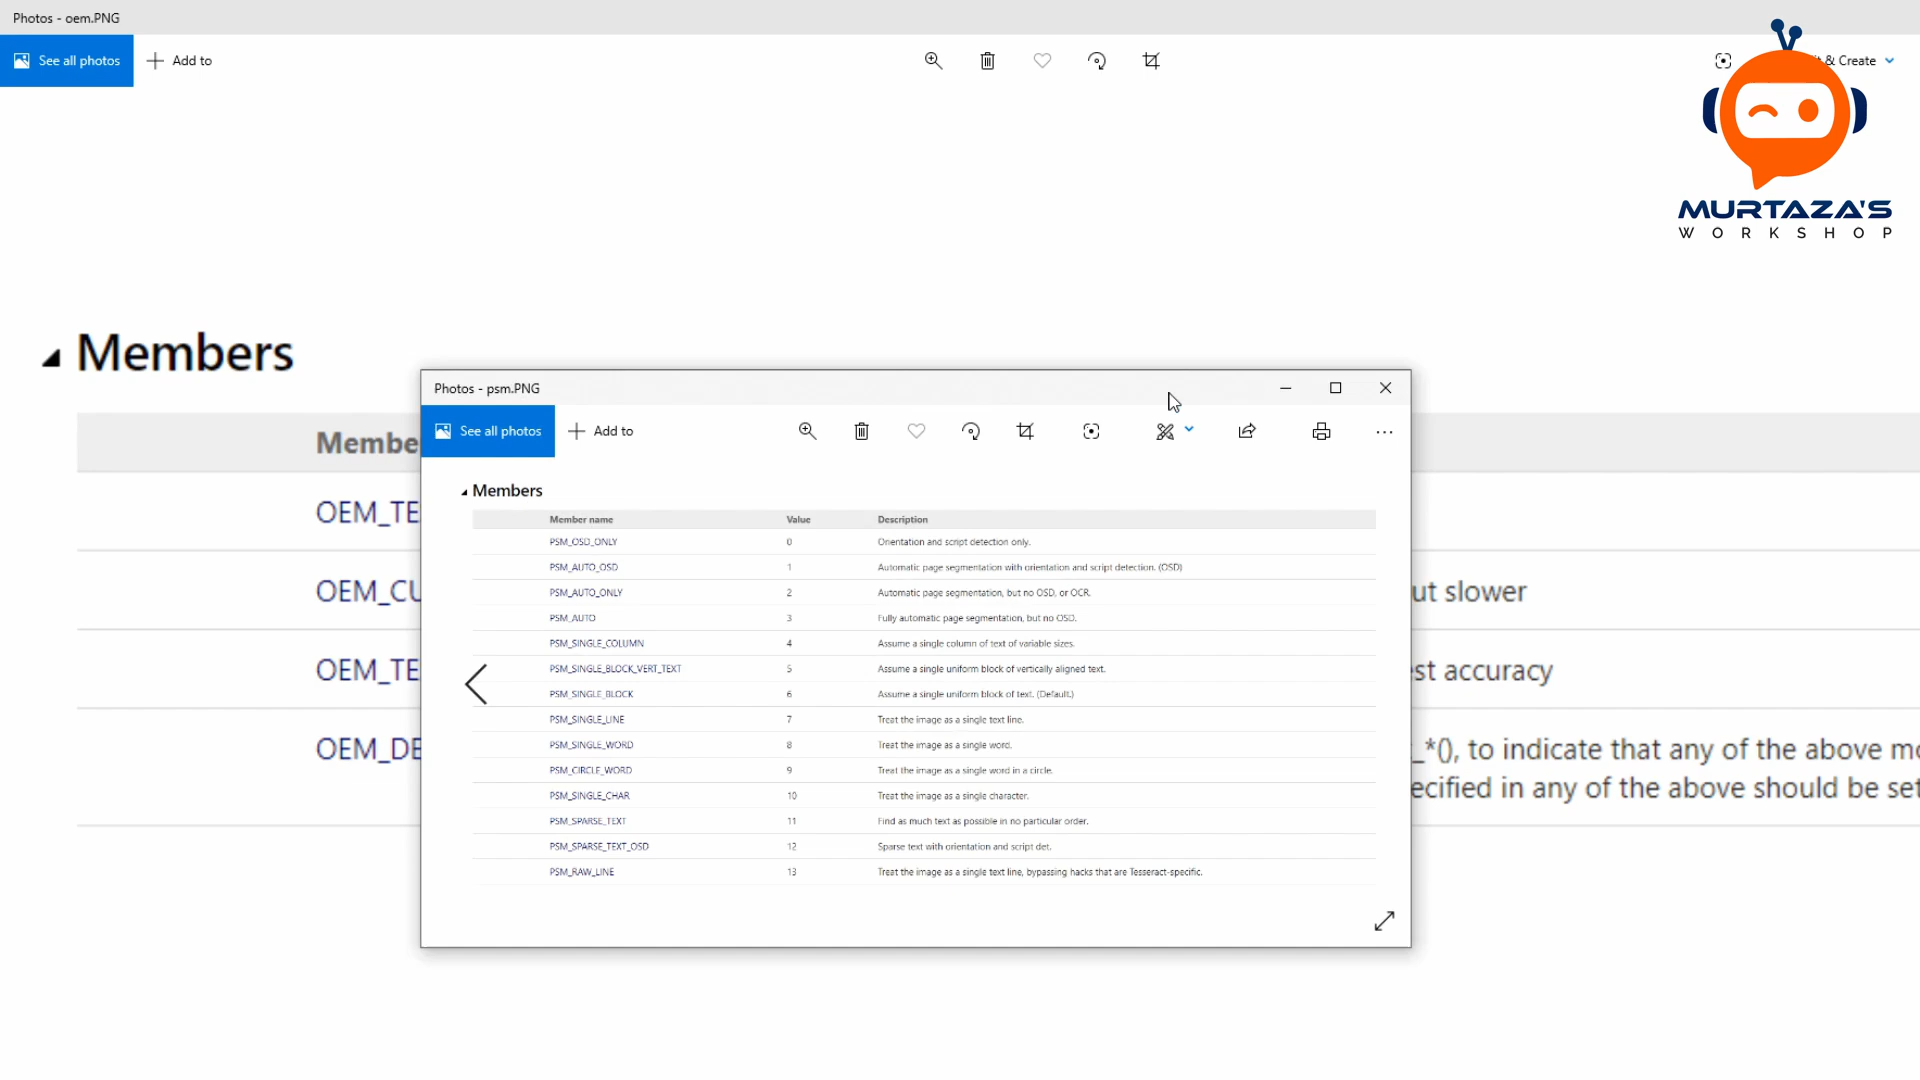 Photos - oem.PNG
See all photos
Add to
& Create
MURTAZA'S
WORKSHOP
Members
Membe
OEM_TE
OEM_CU
ut slower
OEM_TE
st accuracy
OEM_DE
_*(), to indicate that any of the above mo
ecified in any of the above should be set
Photos - psm.PNG
See all photos
Add to
Members
Member name Value Description
PSM_OSD_ONLY 0 Orientation and script detection only.
PSM_AUTO_OSD 1 Automatic page segmentation with orientation and script detection. (OSD)
PSM_AUTO_ONLY 2 Automatic page segmentation, but no OSD, or OCR.
PSM_AUTO 3 Fully automatic page segmentation, but no OSD.
PSM_SINGLE_COLUMN 4 Assume a single column of text of variable sizes.
PSM_SINGLE_BLOCK_VERT_TEXT 5 Assume a single uniform block of vertically aligned text.
PSM_SINGLE_BLOCK 6 Assume a single uniform block of text. (Default.)
PSM_SINGLE_LINE 7 Treat the image as a single text line.
PSM_SINGLE_WORD 8 Treat the image as a single word.
PSM_CIRCLE_WORD 9 Treat the image as a single word in a circle.
PSM_SINGLE_CHAR 10 Treat the image as a single character.
PSM_SPARSE_TEXT 11 Find as much text as possible in no particular order.
PSM_SPARSE_TEXT_OSD 12 Sparse text with orientation and script det.
PSM_RAW_LINE 13 Treat the image as a single text line, bypassing hacks that are Tesseract-specific.